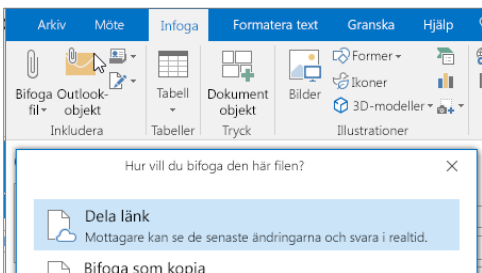 Arkiv Möte Infoga Formatera text Granska Hjälp
Bifoga fil Outlook-objekt Tabell Dokument objekt Bilder Former
Ikoner
3D-modeller
Inkludera Tabeller Tryck Illustrationer
Hur vill du bifoga den här filen?
Dela länk
Mottagare kan se de senaste ändringarna och svara i realtid.
Bifoga som kopia